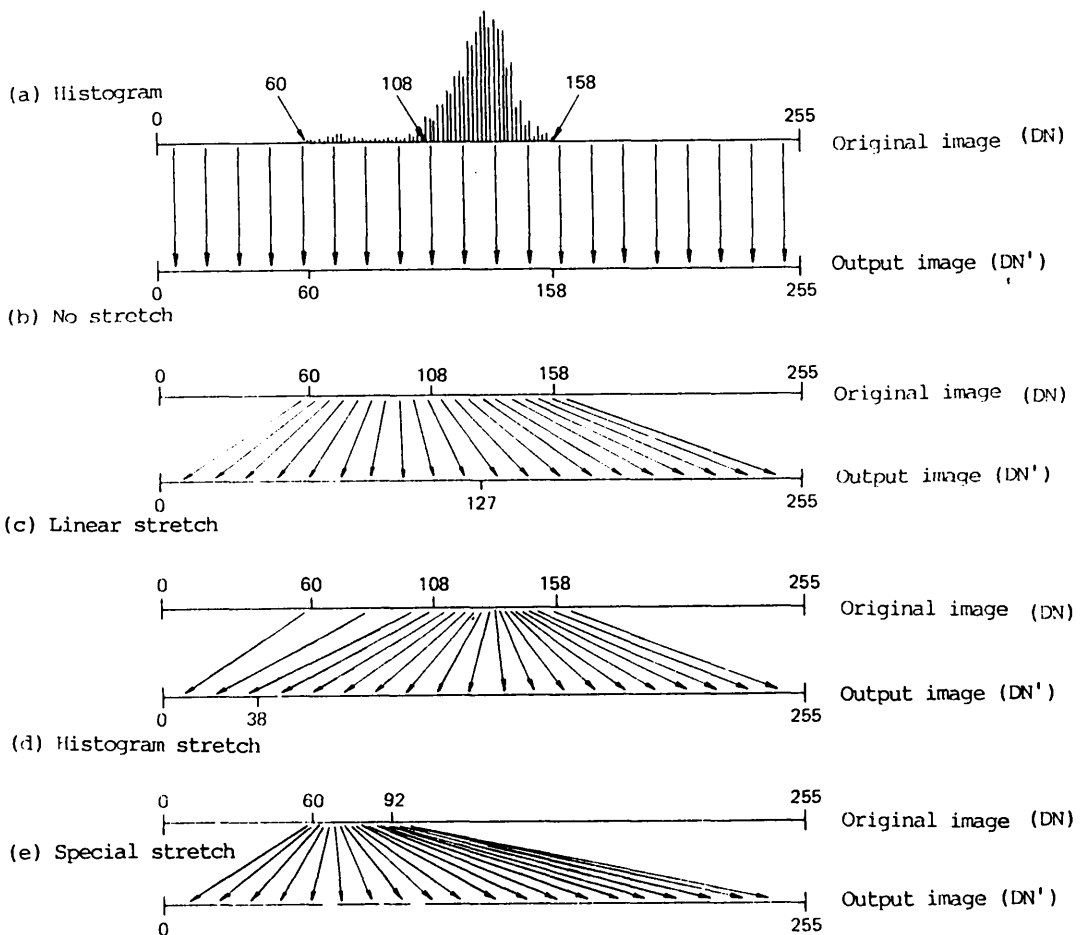 60
108
158
(a) Histogram
0
255
Original image (DN)
Output image (DN')
0
60
158
255
(b) No stretch
0
60
108
158
255
Original image (DN)
Output image (DN')
0
127
255
(c) Linear stretch
0
60
108
158
255
Original image (DN)
Output image (DN')
0
38
255
(d) Histogram stretch
0
60
92
255
Original image (DN)
(e) Special stretch
Output image (DN')
0
255